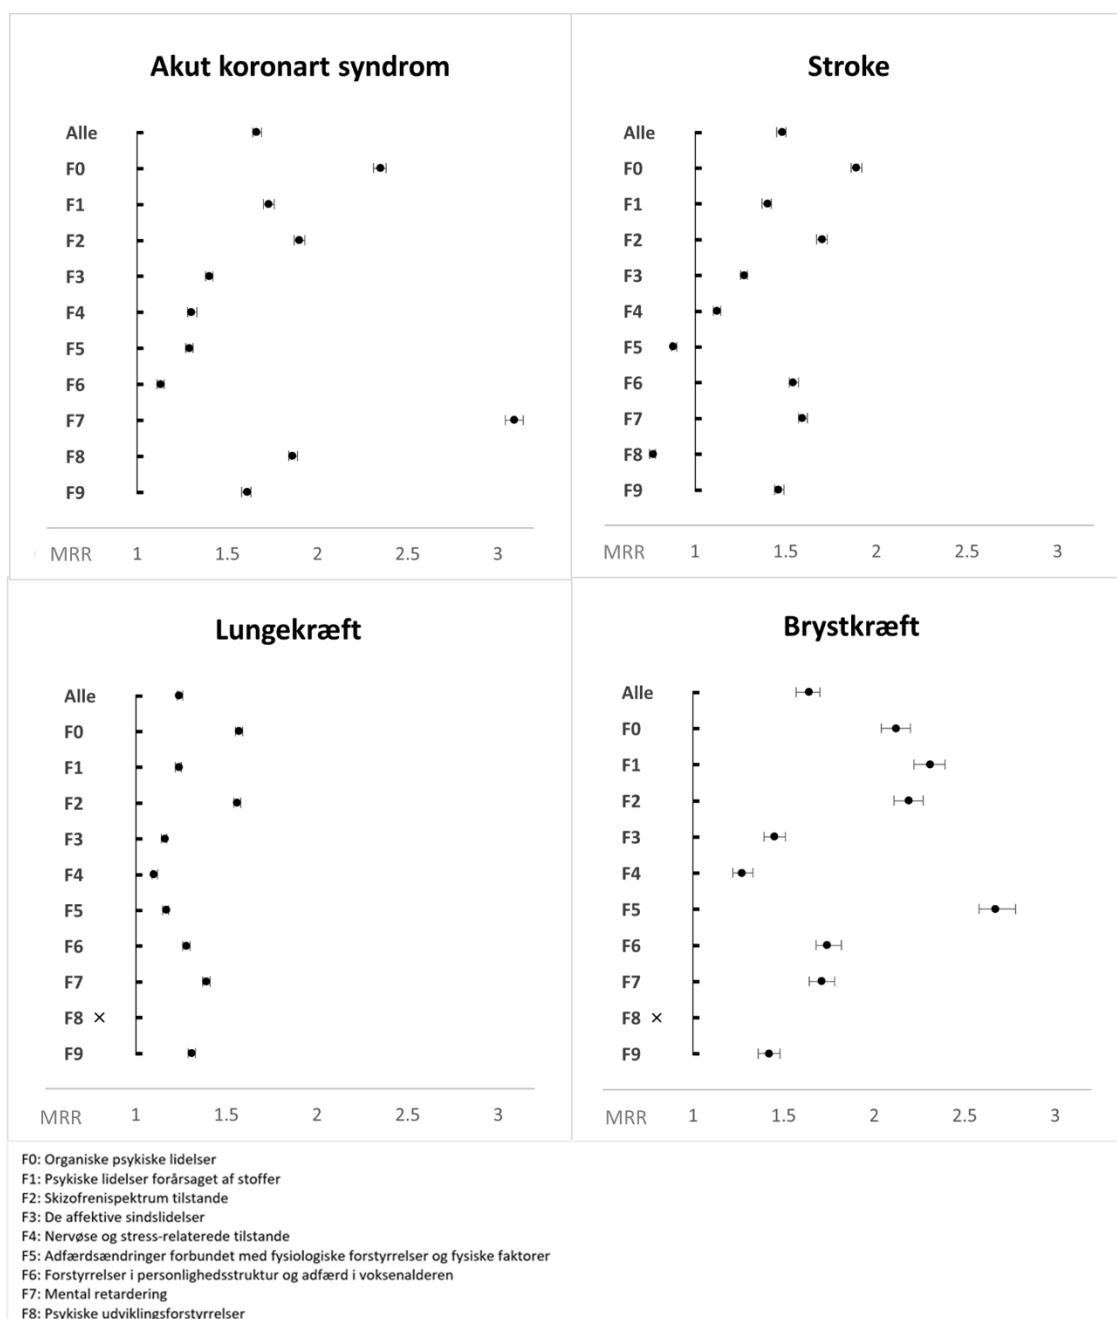 Akut koronart syndrom
Alle
F0
F1
F2
F3
F4
F5
F6
F7
F8
F9
MRR 1 1.5 2 2.5 3
Stroke
Alle
F0
F1
F2
F3
F4
F5
F6
F7
F8
F9
MRR 1 1.5 2 2.5 3
Lungekræft
Alle
F0
F1
F2
F3
F4
F5
F6
F7
F8 ×
F9
MRR 1 1.5 2 2.5 3
Brystkræft
Alle
F0
F1
F2
F3
F4
F5
F6
F7
F8 ×
F9
MRR 1 1.5 2 2.5 3
F0: Organiske psykiske lidelser
F1: Psykiske lidelser forårsaget af stoffer
F2: Skizofrenispektrum tilstande
F3: De affektive sindslidelser
F4: Nervøse og stress-relaterede tilstande
F5: Adfærdsændringer forbundet med fysiologiske forstyrrelser og fysiske faktorer
F6: Forstyrrelser i personlighedsstruktur og adfærd i voksenalderen
F7: Mental retardering
F8: Psykiske udviklingsforstyrrelser